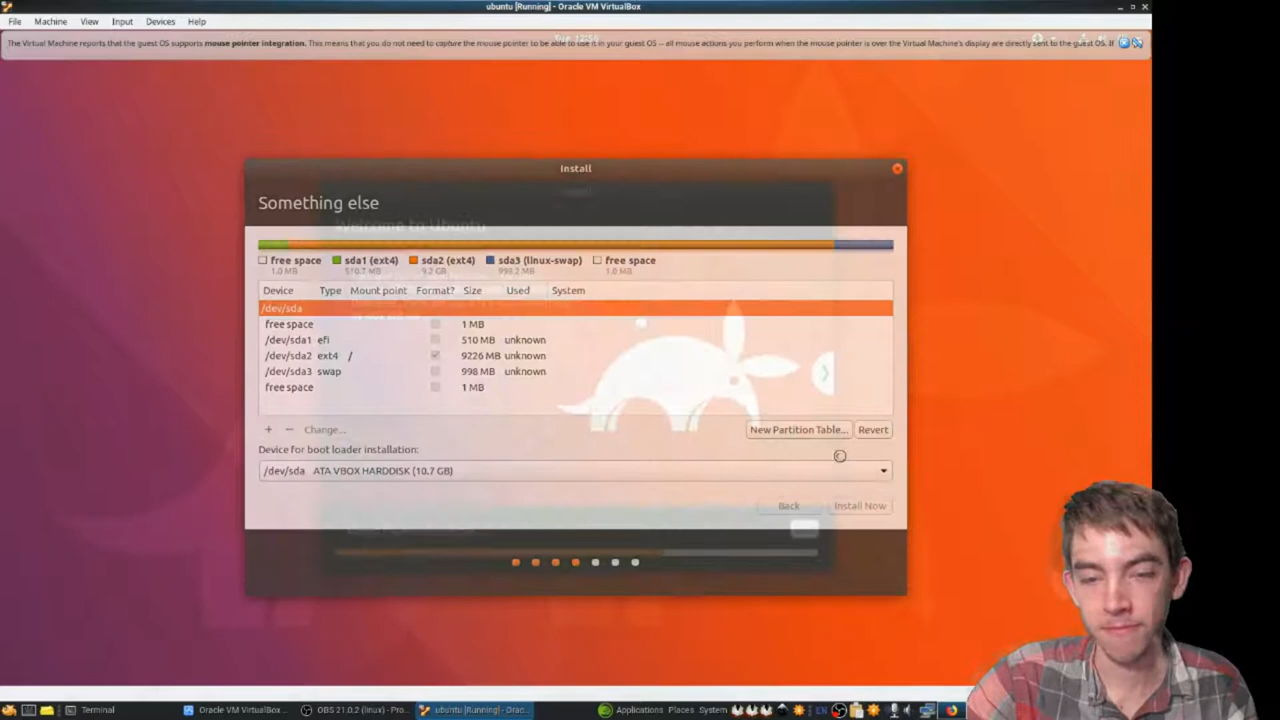 ubuntu [Running] - Oracle VM VirtualBox
File Machine View Input Devices Help
The Virtual Machine reports that the guest OS supports mouse pointer integration. This means that you do not need to capture the mouse pointer to be able to use it in your guest OS -- all mouse actions you perform when the mouse pointer is over the Virtual Machine's display are directly sent to the guest OS. If
Install
Something else
Welcome to Ubuntu
free space sda1 (ext4) sda2 (ext4) sda3 (linux-swap) free space
1.0 MB 510.7 MB 9.2 GB 998.2 MB 1.0 MB
Device Type Mount point Format? Size Used System
/dev/sda
free space 1 MB
/dev/sda1 efi 510 MB unknown
/dev/sda2 ext4 / 9226 MB unknown
/dev/sda3 swap 998 MB unknown
free space 1 MB
+ − Change... New Partition Table... Revert
Device for boot loader installation:
/dev/sda ATA VBOX HARDDISK (10.7 GB)
Back Install Now
Terminal Oracle VM VirtualBox ... OBS 21.0.2 (linux) - Pro... ubuntu [Running] - Orac... Applications Places System EN